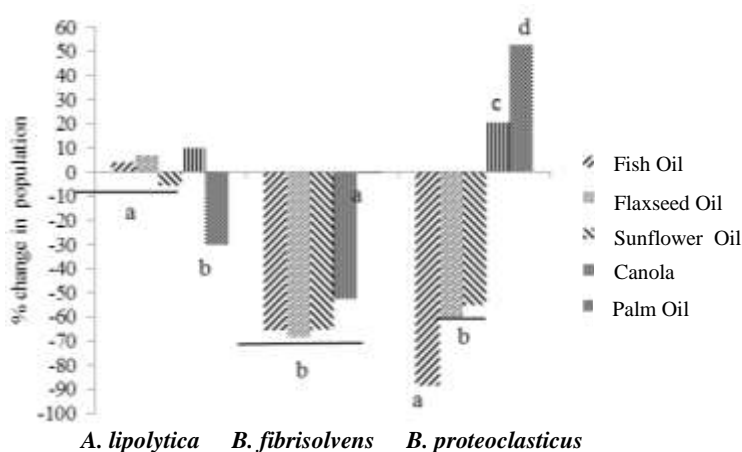 60
50
40
30
20
10
0
-10
-20
-30
-40
-50
-60
-70
-80
-90
-100
% change in population
a
b
a
b
a
b
c
d
A. lipolytica B. fibrisolvens B. proteoclasticus
Fish Oil
Flaxseed Oil
Sunflower Oil
Canola
Palm Oil